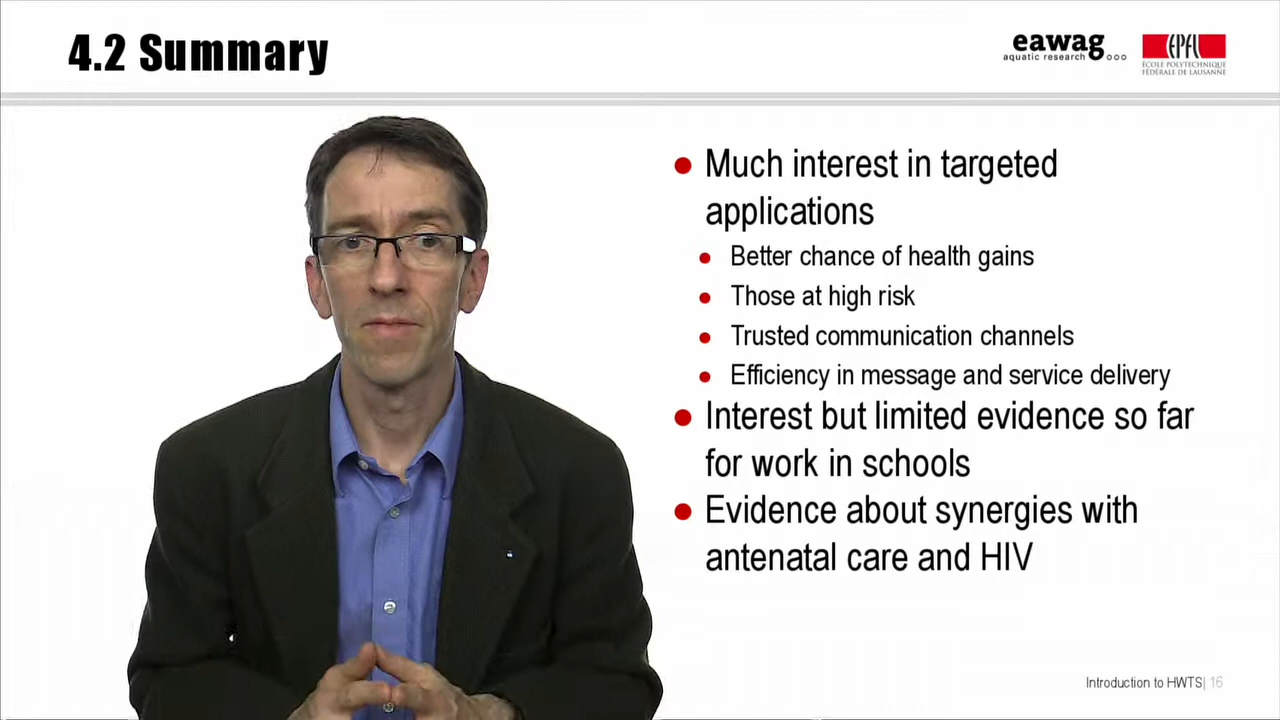 4.2 Summary
eawag
aquatic research
EPFL
ÉCOLE POLYTECHNIQUE
FÉDÉRALE DE LAUSANNE
Much interest in targeted
applications
Better chance of health gains
Those at high risk
Trusted communication channels
Efficiency in message and service delivery
Interest but limited evidence so far
for work in schools
Evidence about synergies with
antenatal care and HIV
Introduction to HWTS| 16